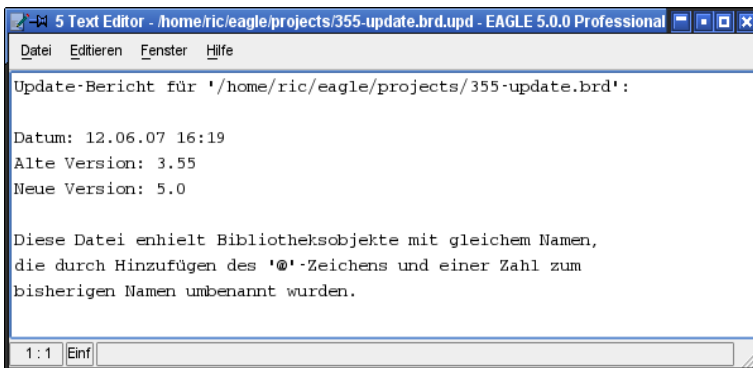 5 Text Editor - /home/ric/eagle/projects/355-update.brd.upd - EAGLE 5.0.0 Professional
Datei Editieren Fenster Hilfe
Update-Bericht für '/home/ric/eagle/projects/355-update.brd':
Datum: 12.06.07 16:19
Alte Version: 3.55
Neue Version: 5.0
Diese Datei enhielt Bibliotheksobjekte mit gleichem Namen,
die durch Hinzufügen des '@'-Zeichens und einer Zahl zum
bisherigen Namen umbenannt wurden.
1 : 1 Einf